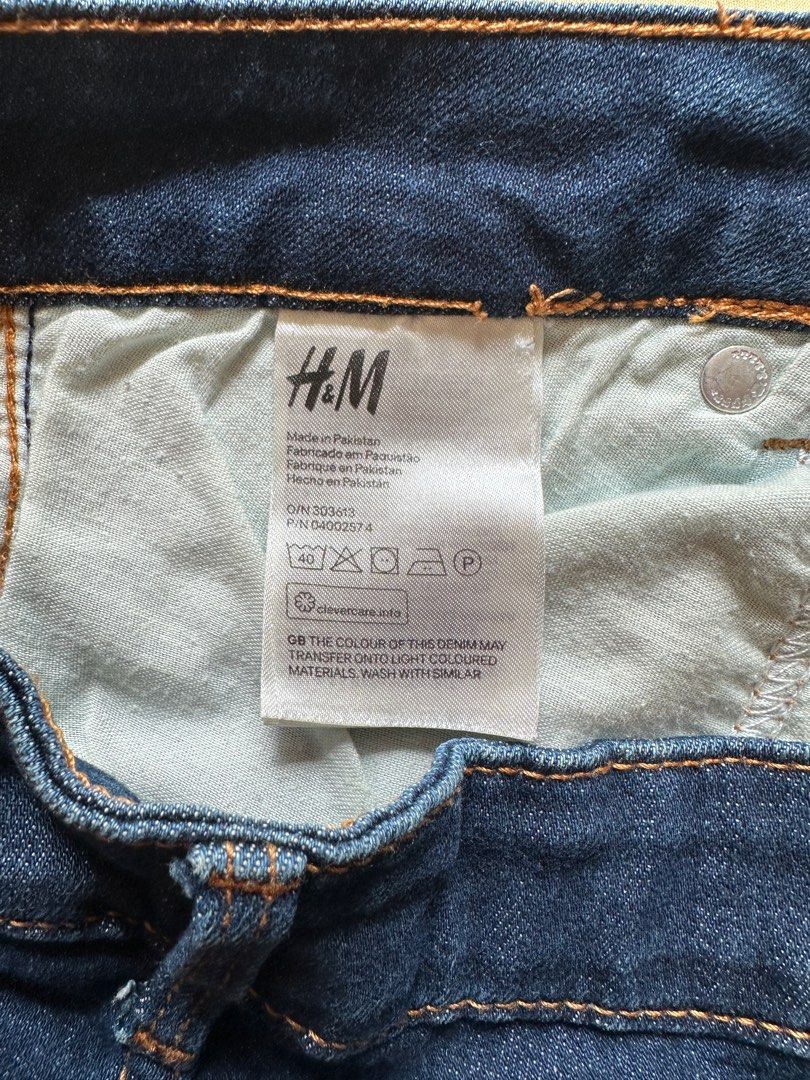 H&M
Made in Pakistan
Fabricado em Paquistão
Fabriqué en Pakistan
Hecho en Pakistán
O/N 303613
P/N 04002574
40
P
clevercare.info
GB THE COLOUR OF THIS DENIM MAY
TRANSFER ONTO LIGHT COLOURED
MATERIALS. WASH WITH SIMILAR